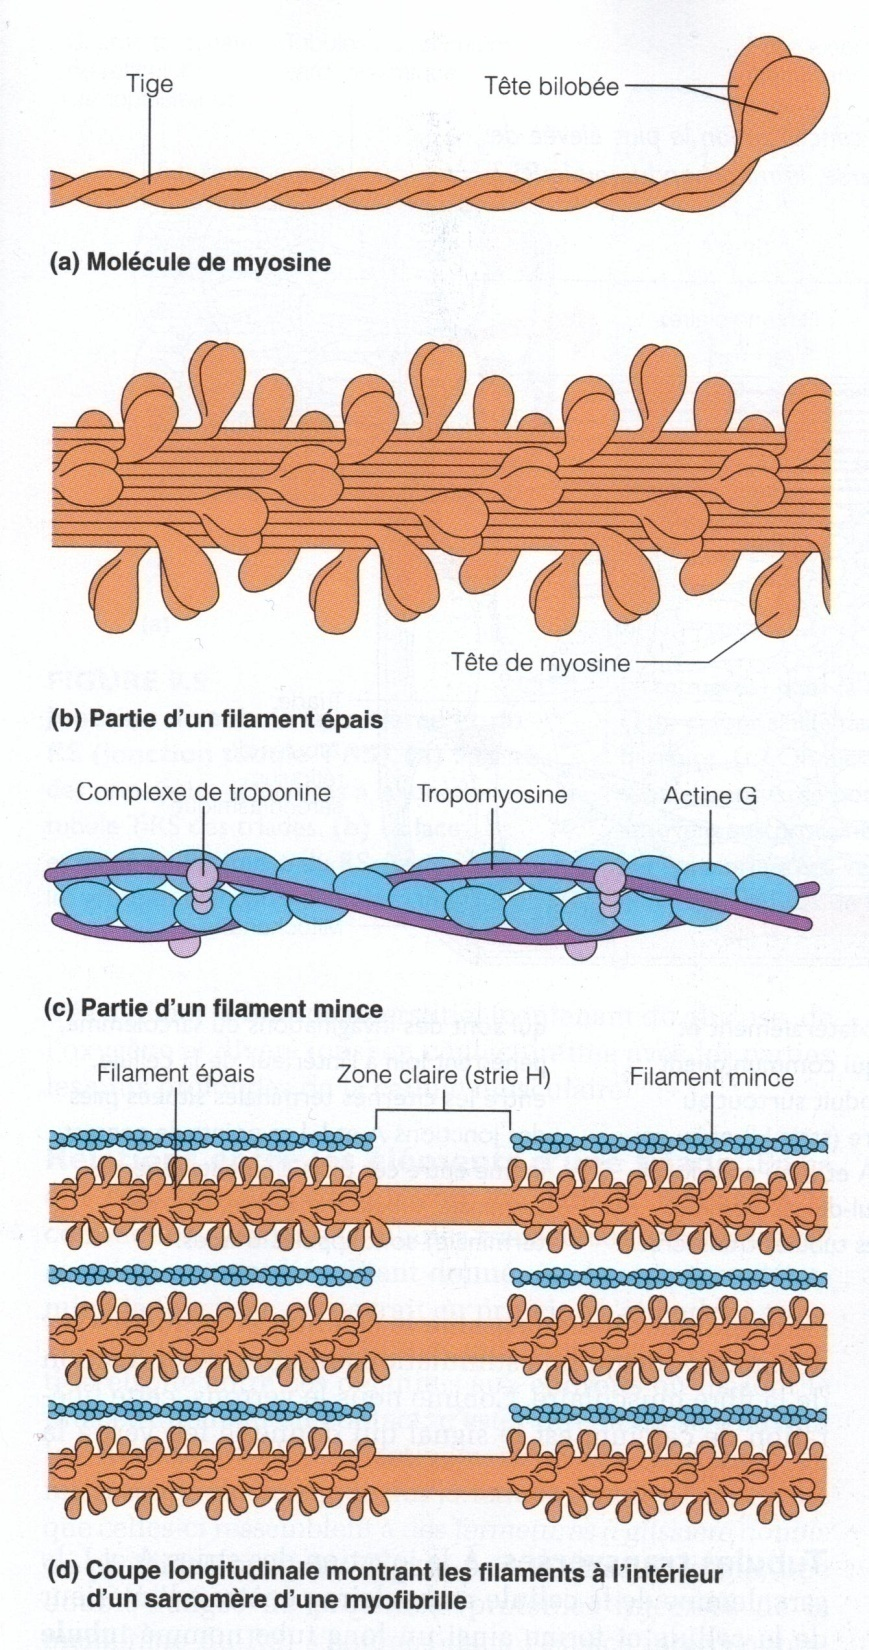 Tige
Tête bilobée
(a) Molécule de myosine
Tête de myosine
(b) Partie d'un filament épais
Complexe de troponine
Tropomyosine
Actine G
(c) Partie d'un filament mince
Filament épais
Zone claire (strie H)
Filament mince
(d) Coupe longitudinale montrant les filaments à l'intérieur
d'un sarcomère d'une myofibrille